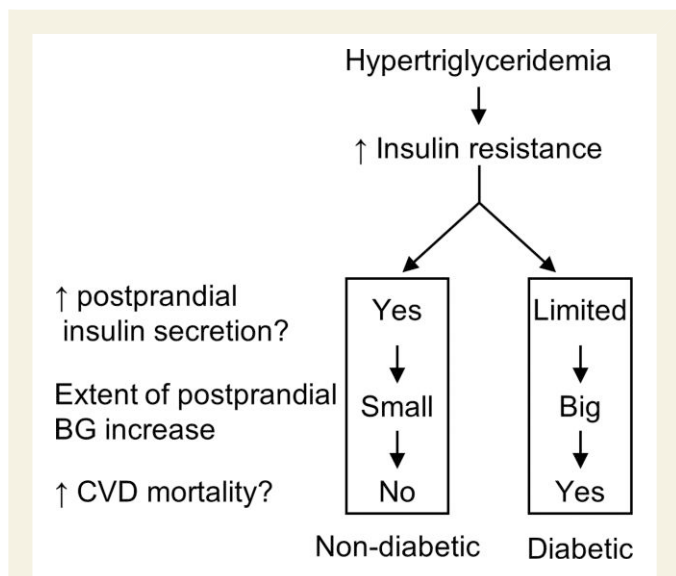 Hypertriglyceridemia
↑ Insulin resistance
↑ postprandial
insulin secretion?
Yes
Limited
Extent of postprandial
BG increase
Small
Big
↑ CVD mortality?
No
Yes
Non-diabetic
Diabetic